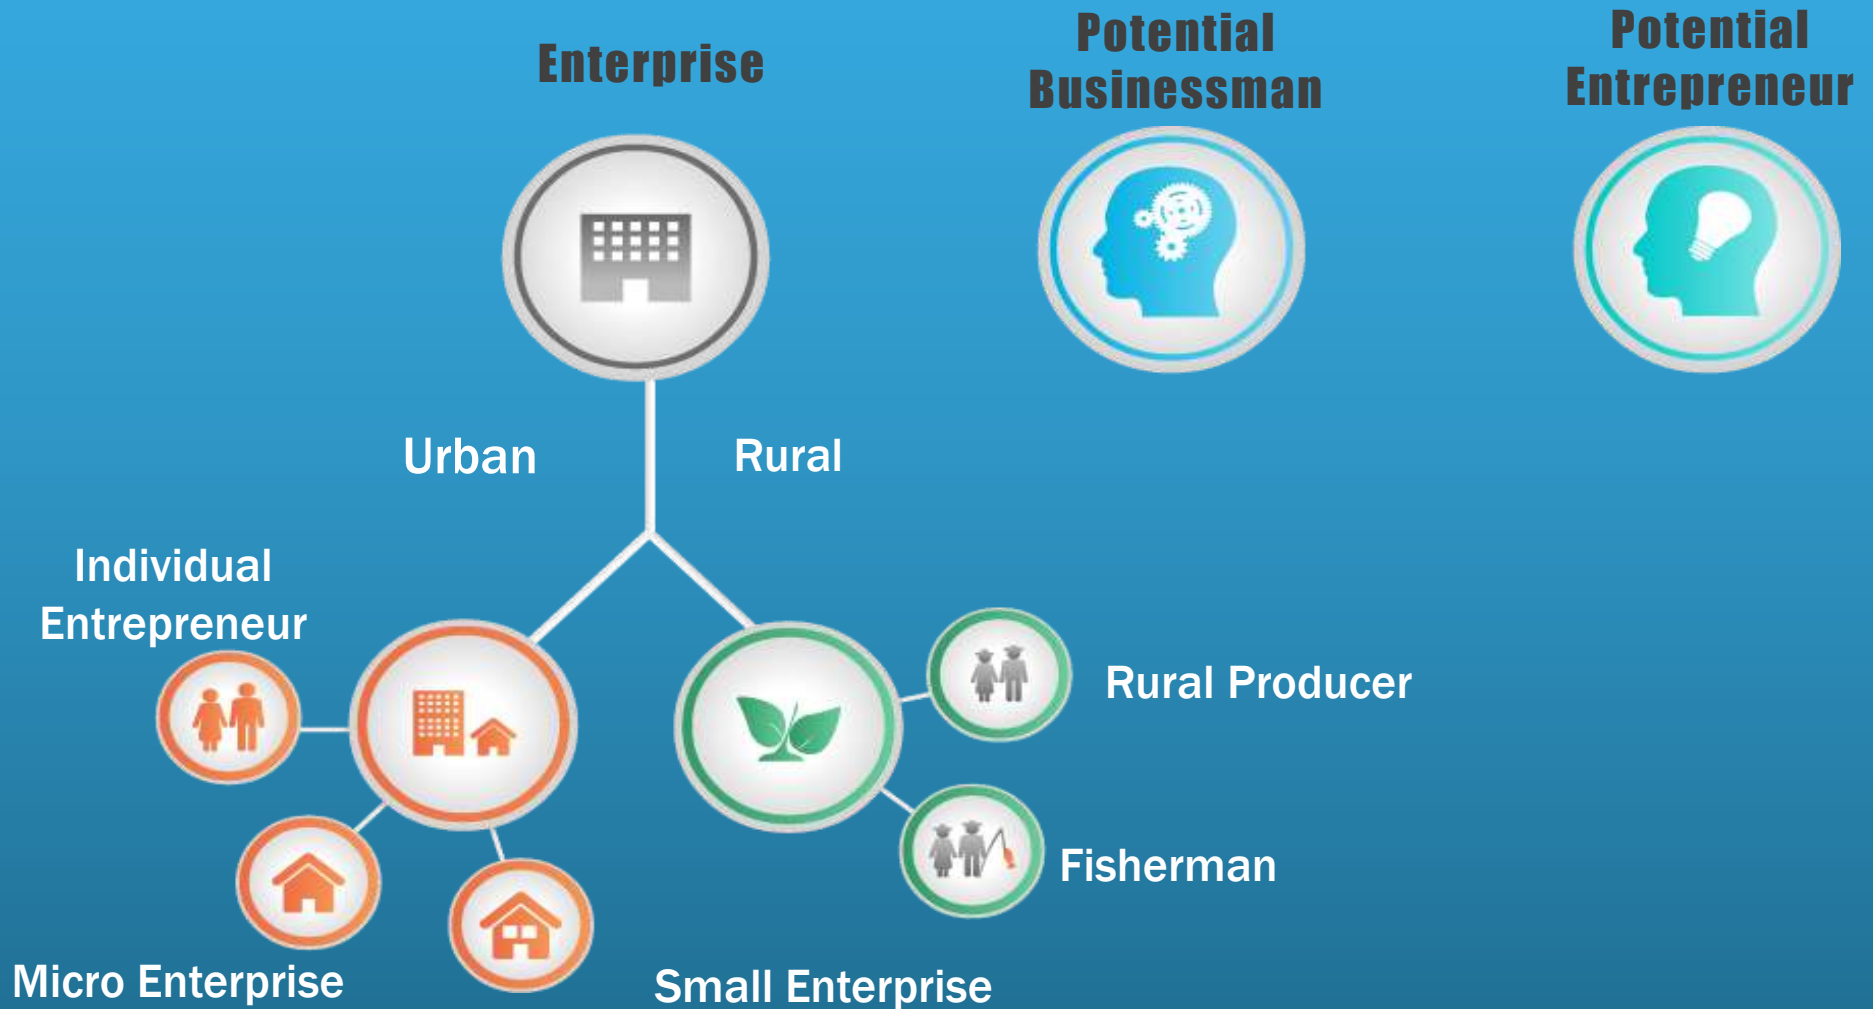 Enterprise
Potential
Businessman
Potential
Entrepreneur
Urban
Rural
Individual
Entrepreneur
Rural Producer
Fisherman
Micro Enterprise
Small Enterprise